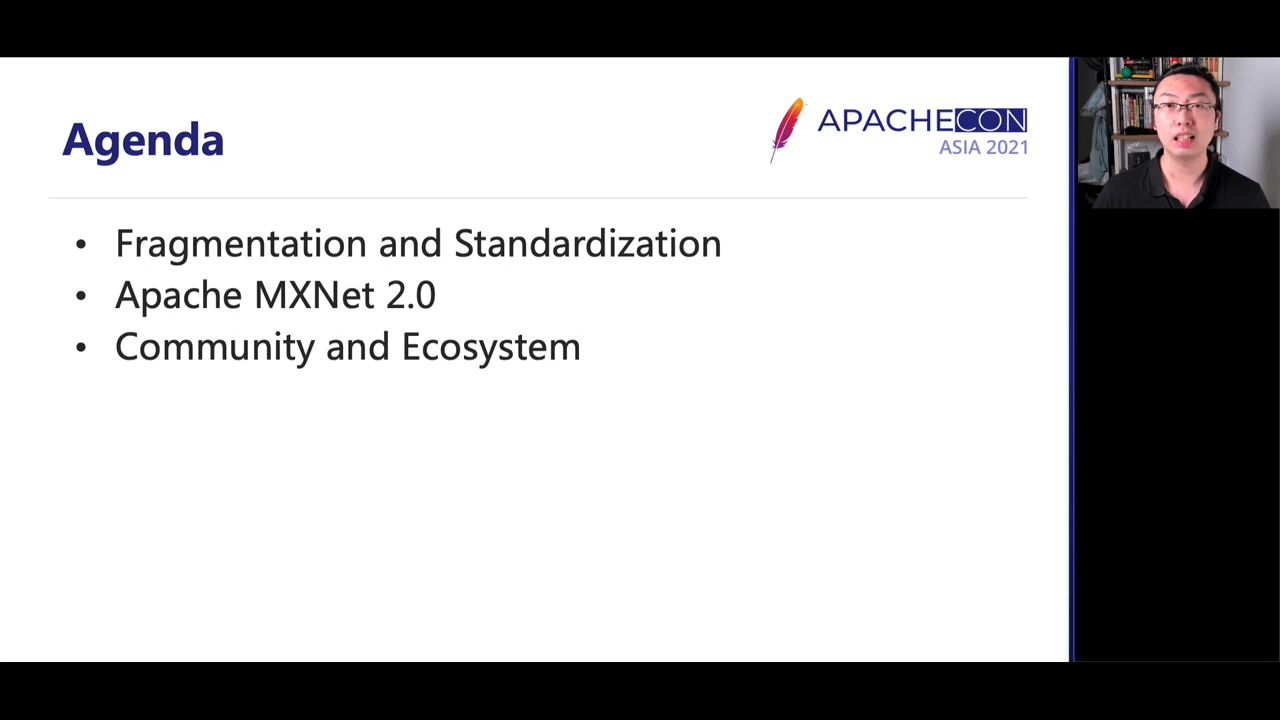 Agenda
APACHECON
ASIA 2021
• Fragmentation and Standardization
• Apache MXNet 2.0
• Community and Ecosystem